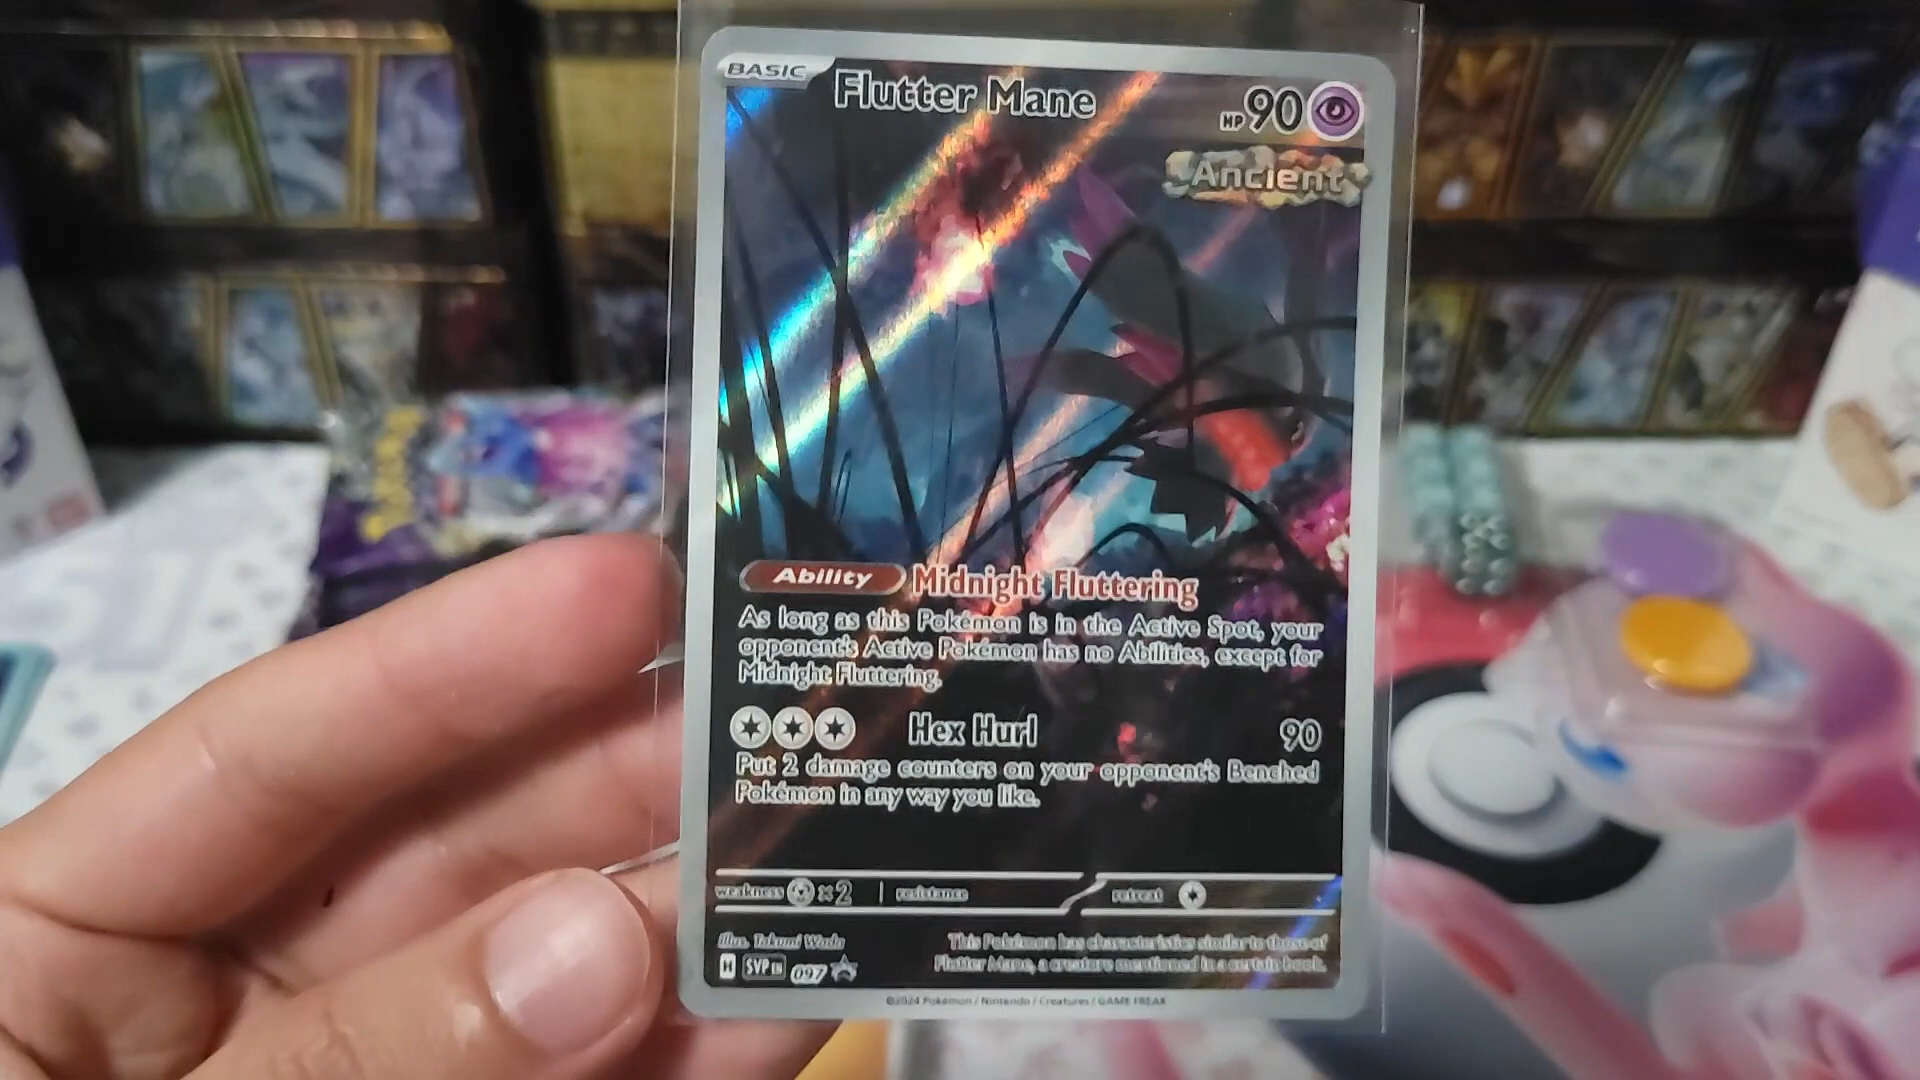 BASIC Flutter Mane HP 90
Ancient
Ability Midnight Fluttering
As long as this Pokémon is in the Active Spot, your
opponent's Active Pokémon has no Abilities, except for
Midnight Fluttering.
Hex Hurl 90
Put 2 damage counters on your opponent's Benched
Pokémon in any way you like.
weakness ×2 | resistance retreat
Illus. Takumi Wada
This Pokémon has characteristics similar to those of
Flutter Mane, a creature mentioned in a certain book.
H SVP EN 097
©2024 Pokémon / Nintendo / Creatures / GAME FREAK